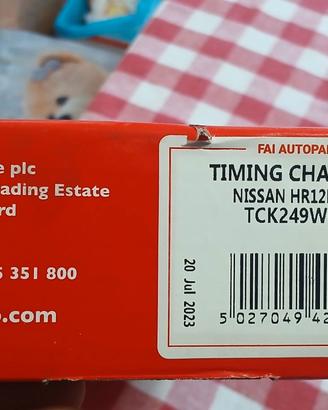 e plc
ading Estate
rd
5 351 800
o.com
FAI AUTOPA
TIMING CHA
NISSAN HR12
TCK249W
20 Jul 2023
5 027049 42